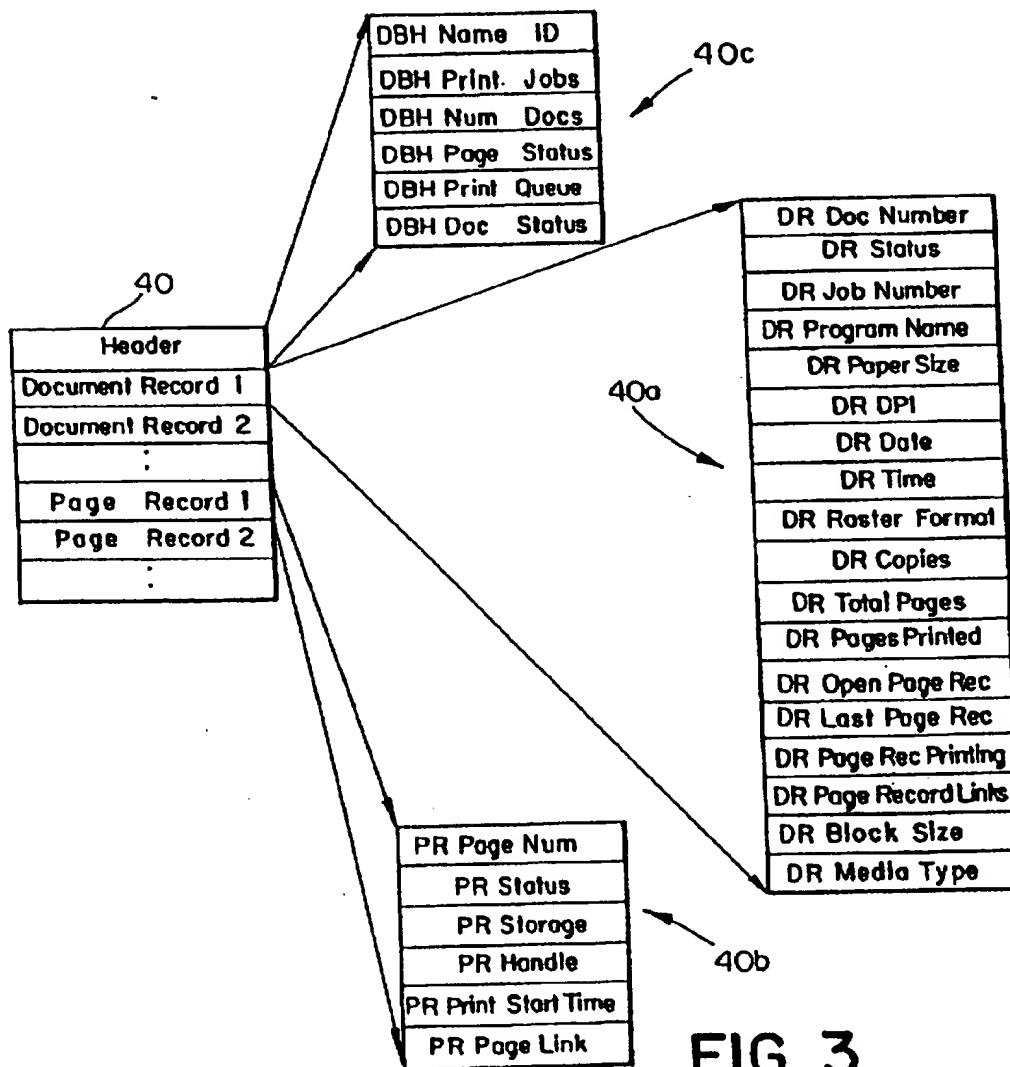 DBH Name ID
DBH Print. Jobs
DBH Num Docs
DBH Page Status
DBH Print Queue
DBH Doc Status
40c
40
Header
Document Record 1
Document Record 2
Page Record 1
Page Record 2
40a
DR Doc Number
DR Status
DR Job Number
DR Program Name
DR Paper Size
DR DPI
DR Date
DR Time
DR Raster Format
DR Copies
DR Total Pages
DR Pages Printed
DR Open Page Rec
DR Last Page Rec
DR Page Rec Printing
DR Page Record Links
DR Block Size
DR Media Type
PR Page Num
PR Status
PR Storage
PR Handle
PR Print Start Time
PR Page Link
40b
FIG 3